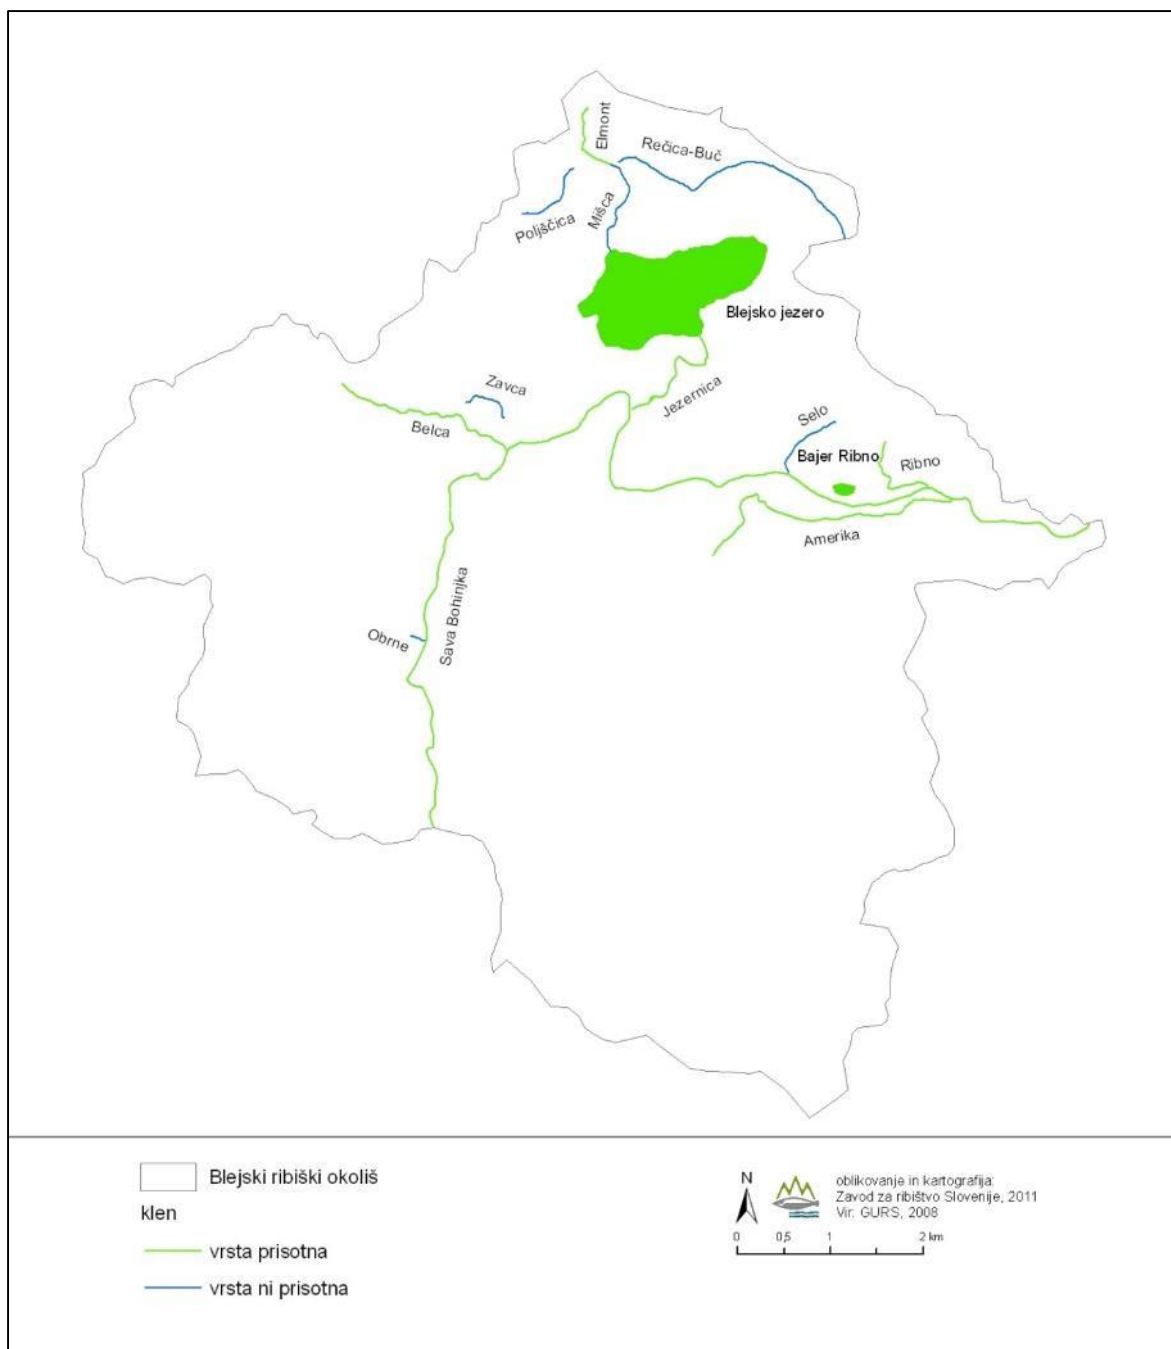 Elmont
Rečica-Buč
Mišca
Poljščica
Blejsko jezero
Zavca
Jezernica
Belca
Selo
Bajer Ribno
Ribno
Amerika
Sava Bohinjka
Obrne
Blejski ribiški okoliš
klen
vrsta prisotna
vrsta ni prisotna
N
oblikovanje in kartografija:
Zavod za ribištvo Slovenije, 2011
Vir: GURS, 2008
0 0,5 1 2 km